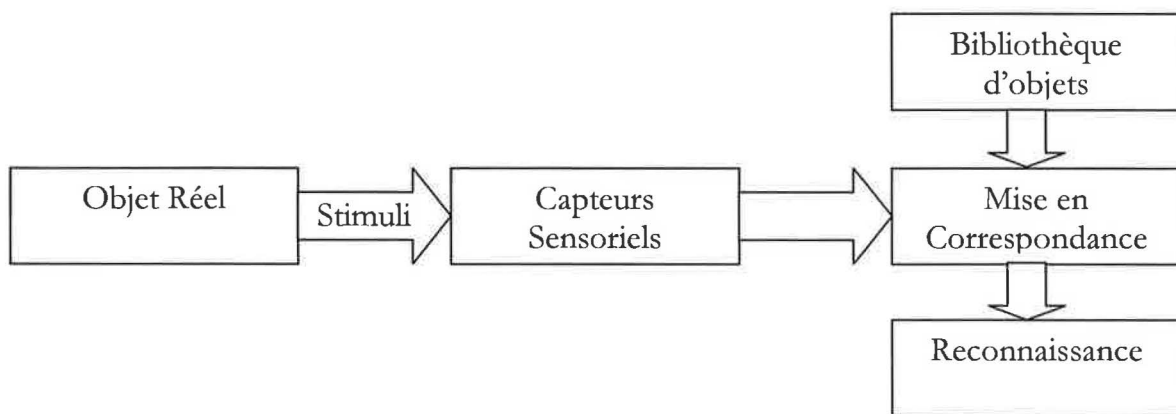 Bibliothèque
d'objets
Objet Réel
Stimuli
Capteurs
Sensoriels
Mise en
Correspondance
Reconnaissance